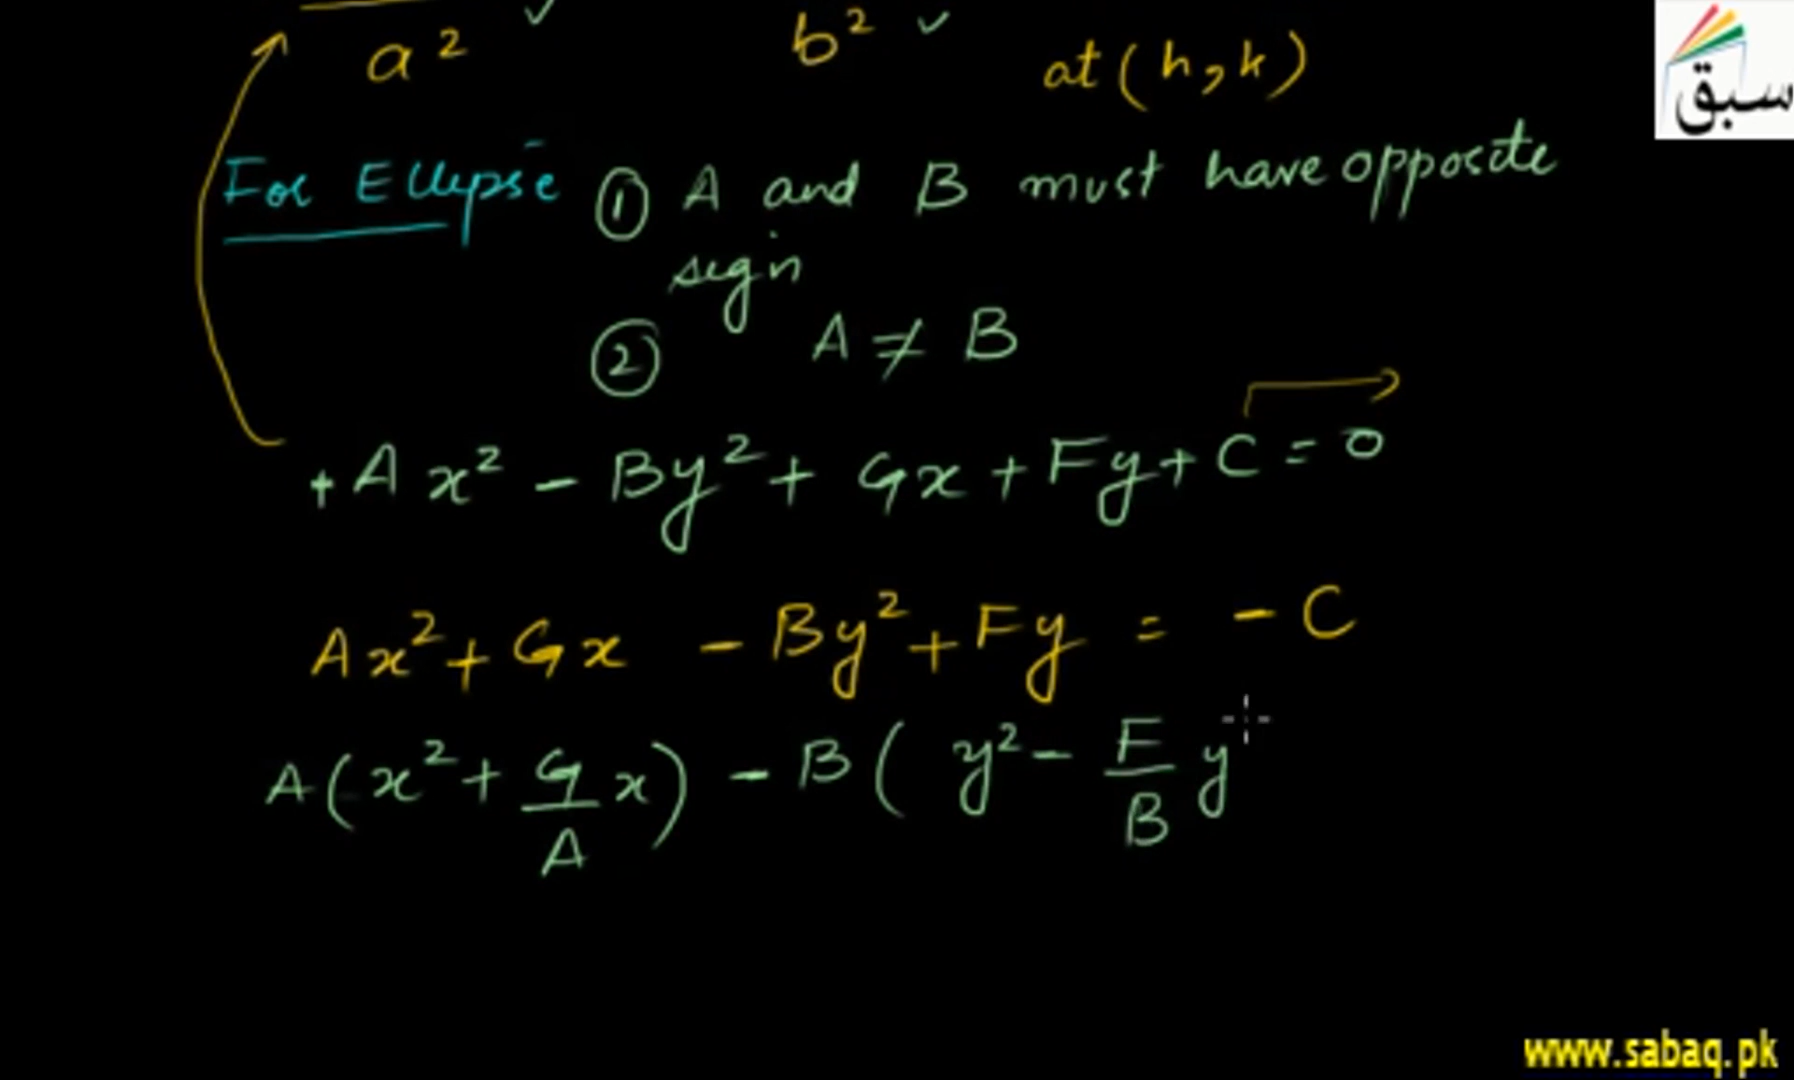 a² ✓ b² ✓ at (h, k)
سبق
For Ellipse ① A and B must have opposite
sign
② A ≠ B
+ A x² - By² + Gx + Fy + C = 0
Ax² + Gx - By² + Fy = - C
A(x² + G/A x) - B( y² - F/B y
www.sabaq.pk